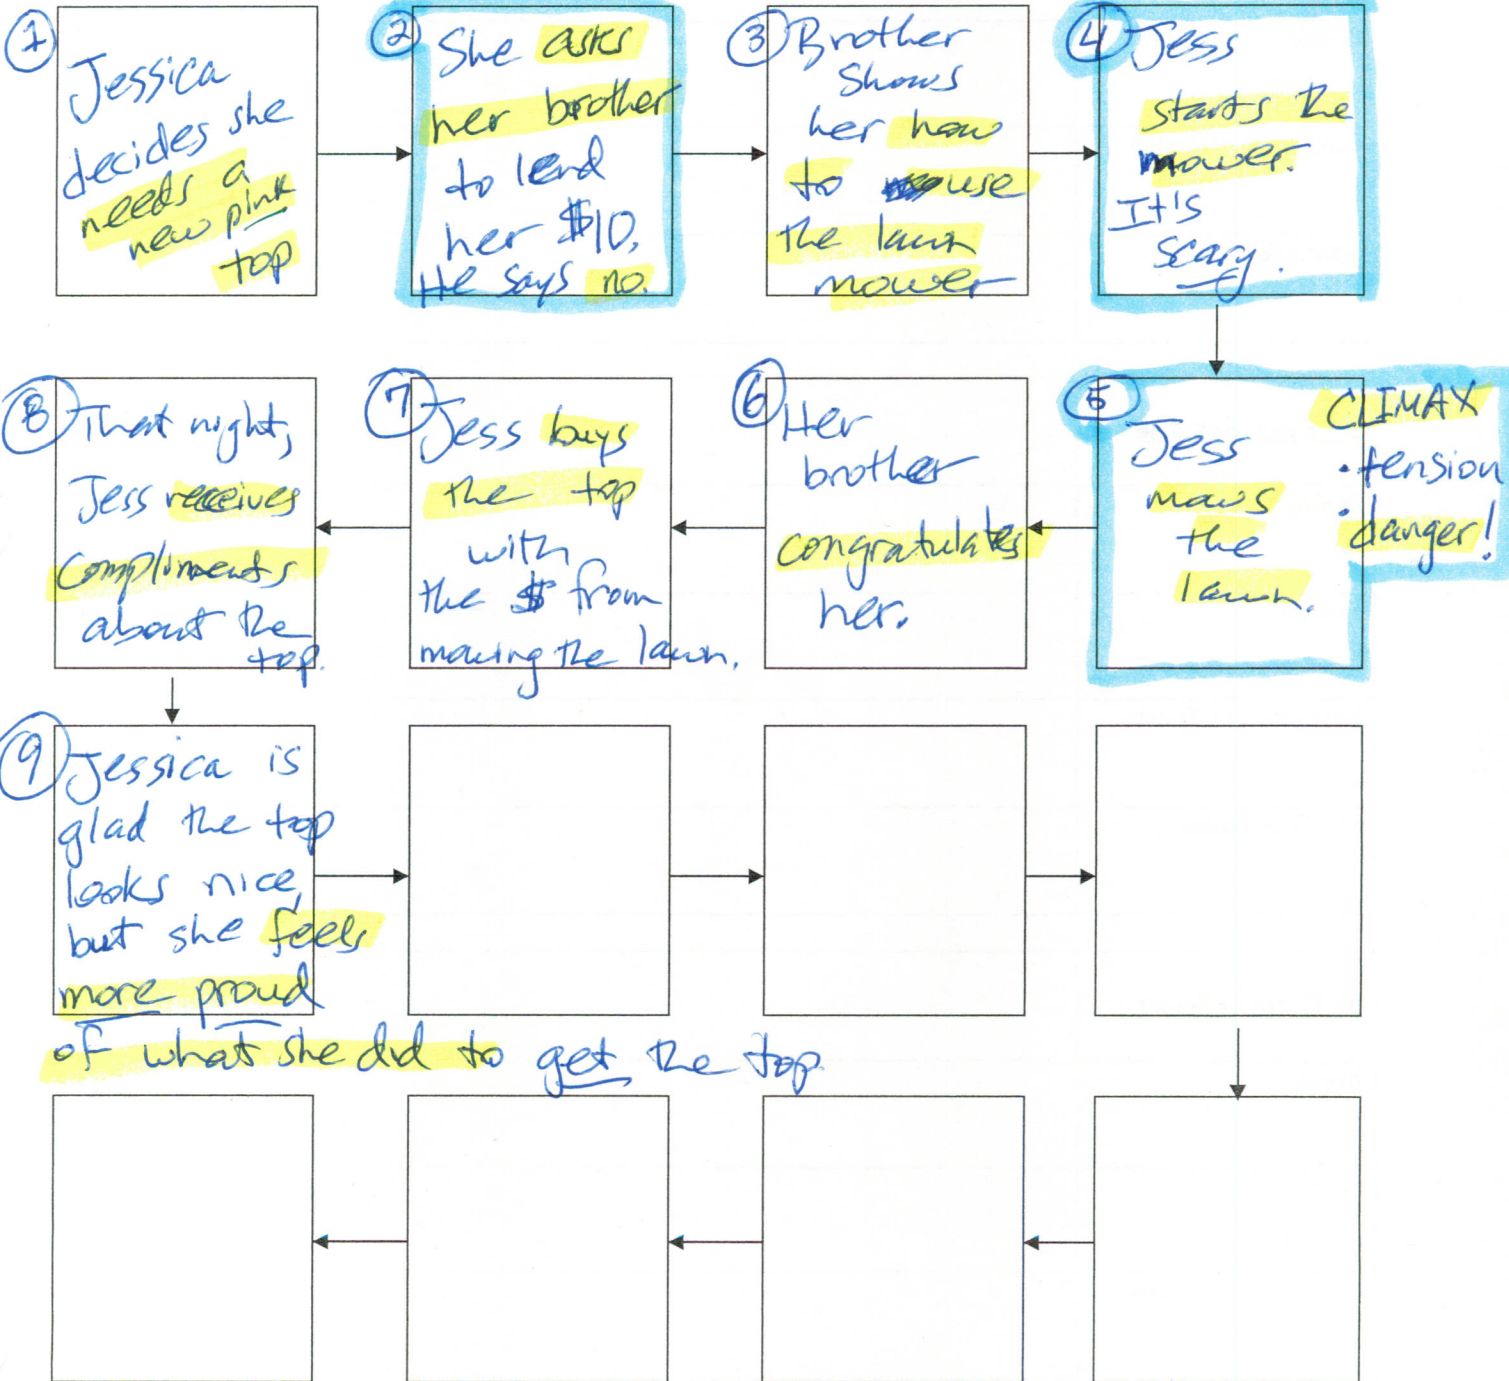 1
Jessica
decides she
needs a
new pink
top
2
She asks
her brother
to lend
her $10.
He says no.
3
Brother
shows
her how
to use
the lawn
mower
4
Jess
starts the
mower.
It's
scary.
5
Jess
mows
the
lawn.
CLIMAX
• tension
• danger!
6
Her
brother
congratulates
her.
7
Jess buys
the top
with
the $ from
mowing the lawn.
8
That night,
Jess receives
compliments
about the
top.
9
Jessica is
glad the top
looks nice,
but she feels
more proud
of what she did to get the top.